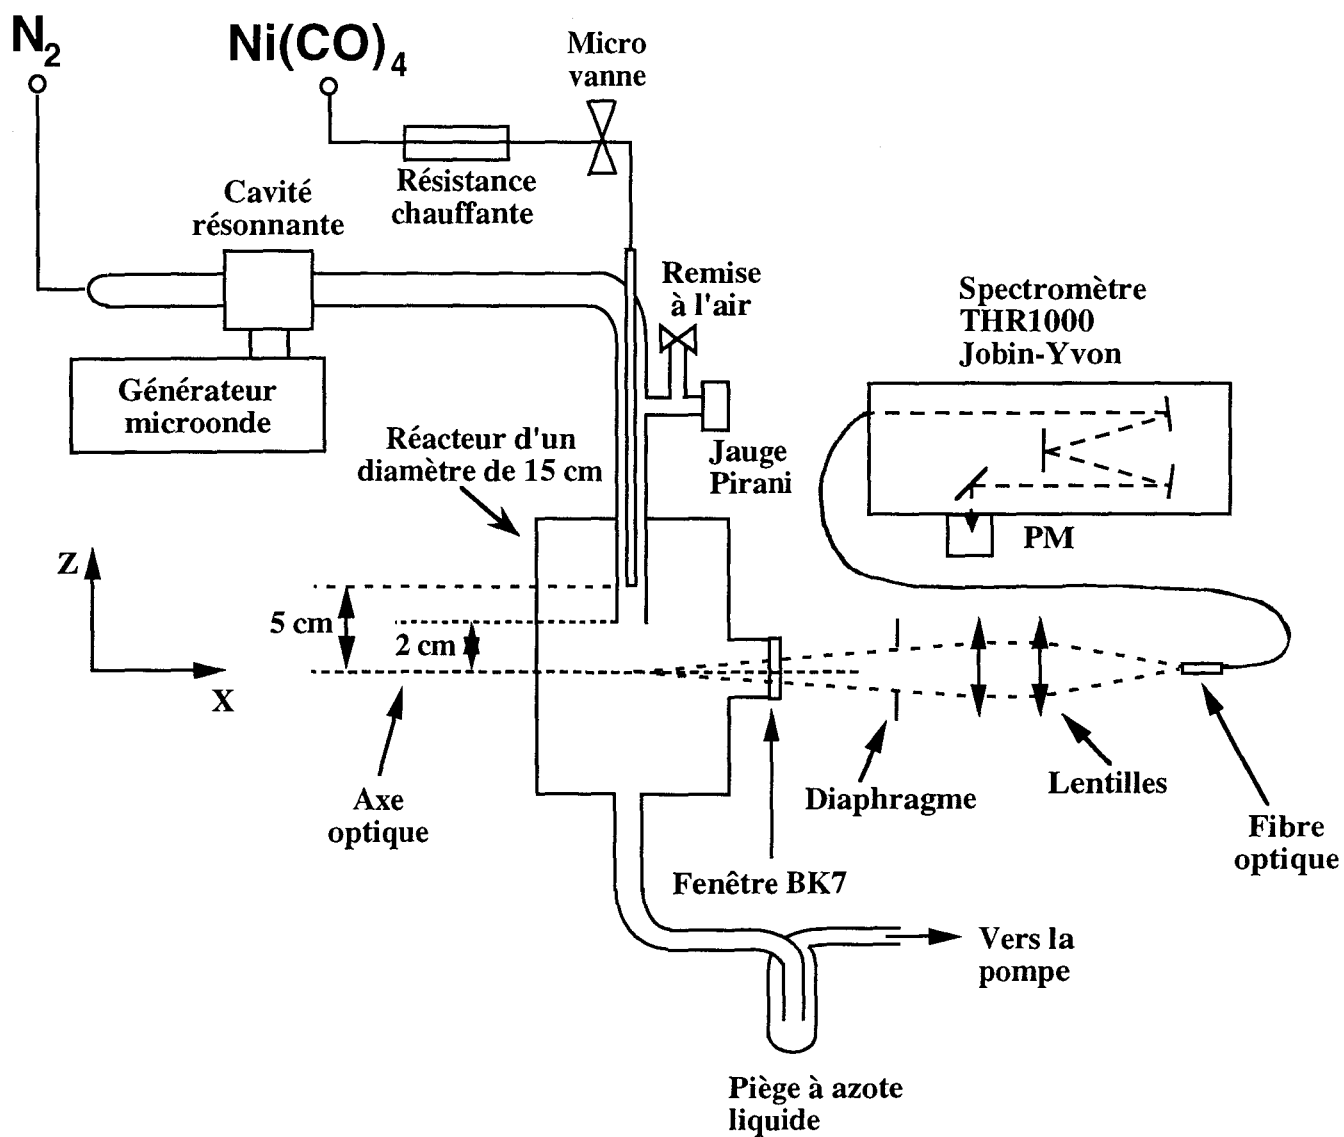 N2
Ni(CO)4
Micro
vanne
Résistance
chauffante
Cavité
résonnante
Générateur
microonde
Remise
à l'air
Jauge
Pirani
Spectromètre
THR1000
Jobin-Yvon
PM
Réacteur d'un
diamètre de 15 cm
Z
X
5 cm
2 cm
Axe
optique
Diaphragme
Lentilles
Fibre
optique
Fenêtre BK7
Vers la
pompe
Piège à azote
liquide